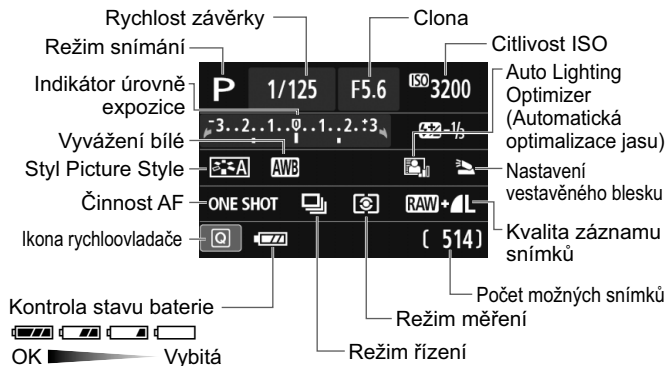 Rychlost závěrky
Clona
Režim snímání
Citlivost ISO
Indikátor úrovně
expozice
Auto Lighting
Optimizer
(Automatická
optimalizace jasu)
Vyvážení bílé
Styl Picture Style
Nastavení
vestavěného blesku
Činnost AF
Kvalita záznamu
snímků
Ikona rychloovladače
P 1/125 F5.6 ISO 3200
-3..2..1..0..1..2.:3 -1/3
A AWB
ONE SHOT RAW+L
Q [ 514]
Počet možných snímků
Kontrola stavu baterie
Režim měření
OK Vybitá
Režim řízení